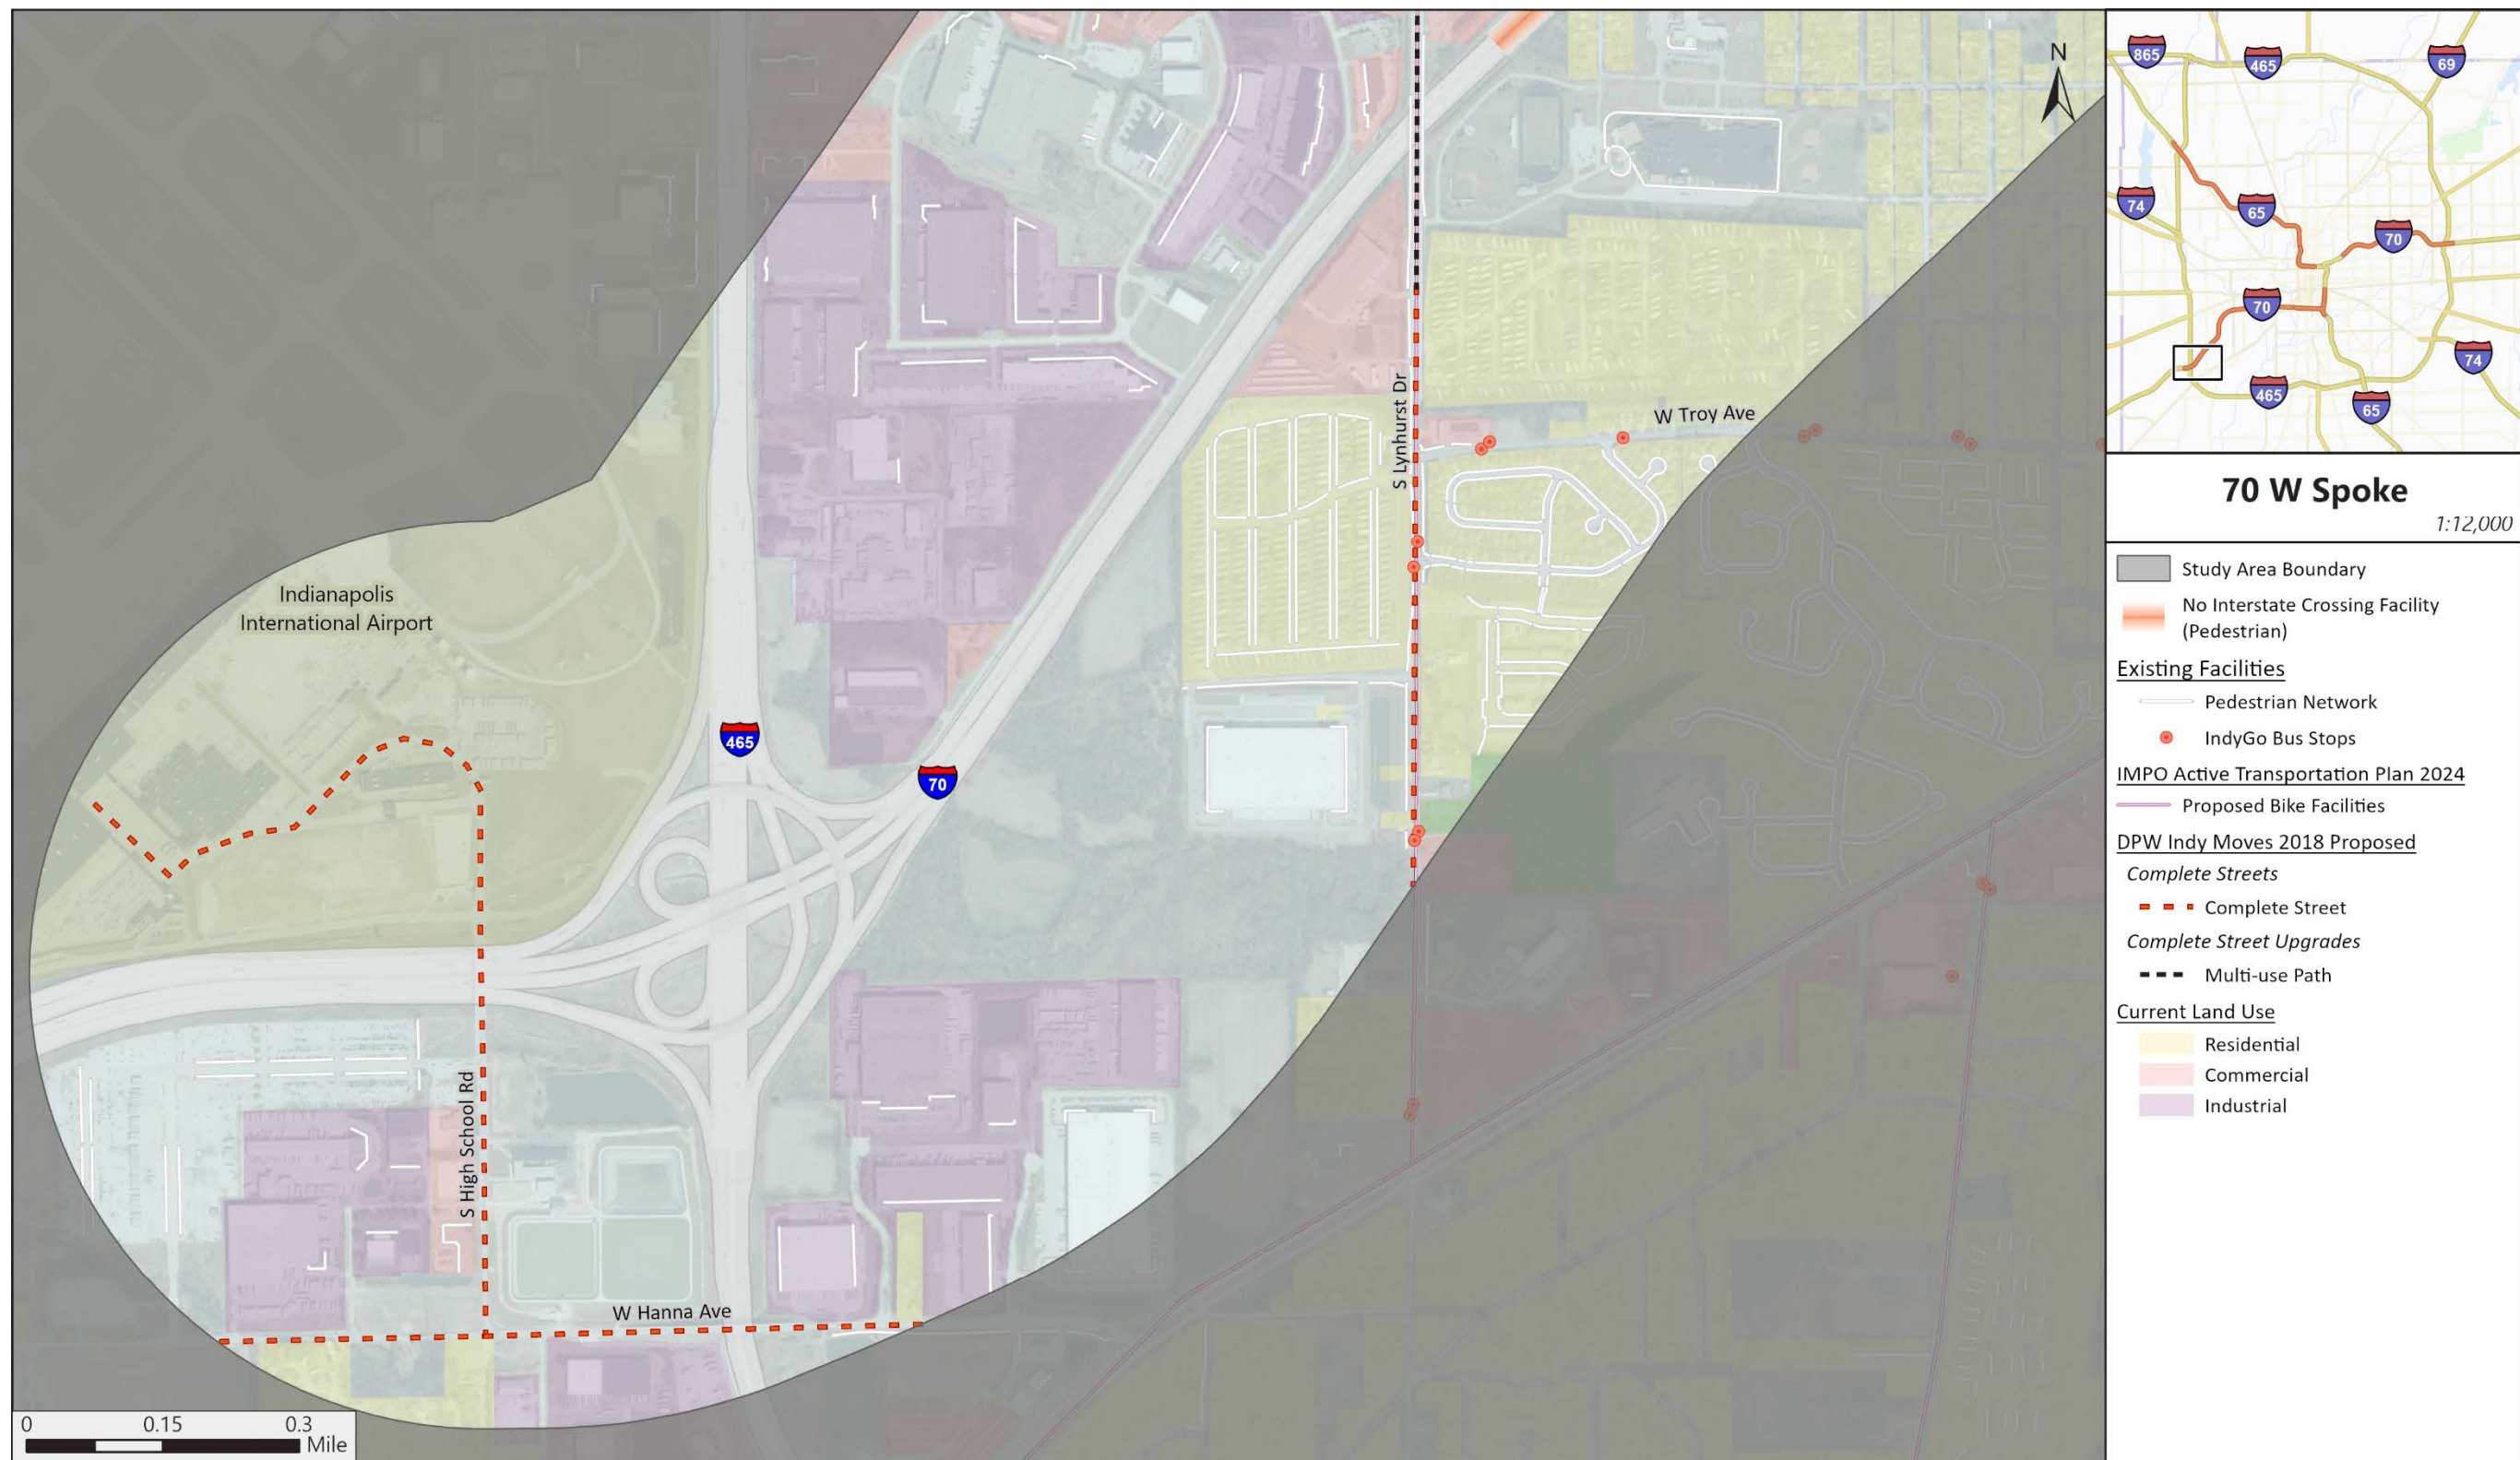 S Lynhurst Dr
W Troy Ave
Indianapolis
International Airport
465
70
S High School Rd
W Hanna Ave
0 0.15 0.3
Mile
N
865
465
69
74
65
70
70
74
465
65
70 W Spoke
1:12,000
Study Area Boundary
No Interstate Crossing Facility
(Pedestrian)
Existing Facilities
Pedestrian Network
IndyGo Bus Stops
IMPO Active Transportation Plan 2024
Proposed Bike Facilities
DPW Indy Moves 2018 Proposed
Complete Streets
Complete Street
Complete Street Upgrades
Multi-use Path
Current Land Use
Residential
Commercial
Industrial